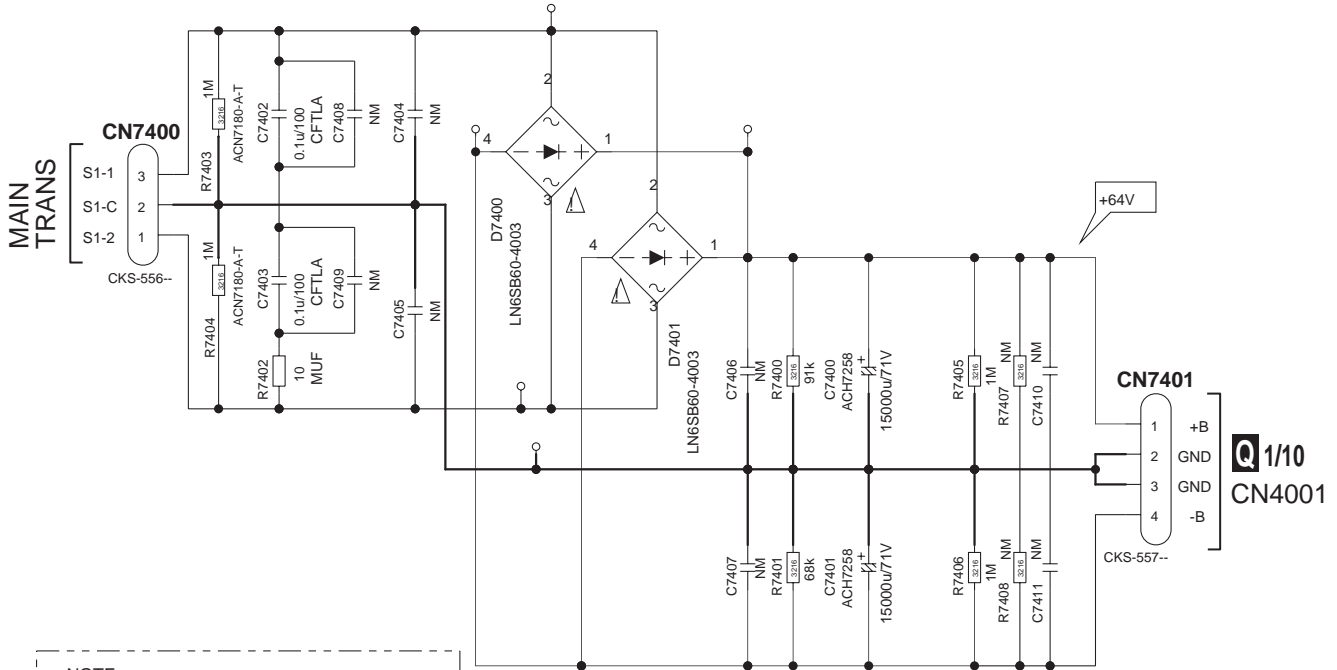 MAIN
TRANS
CN7400
S1-1
S1-C
S1-2
3
2
1
CKS-556--
1M
3216
R7403
ACN7180-A-T
1M
3216
R7404
ACN7180-A-T
C7402
0.1u/100
CFTLA
C7408
NM
C7404
NM
C7403
0.1u/100
CFTLA
C7409
NM
C7405
NM
R7402
10
MUF
2
4
1
3
D7400
LN6SB60-4003
2
4
1
3
D7401
LN6SB60-4003
+64V
C7406
NM
R7400
3216
91k
C7400
ACH7258
+
15000u/71V
R7405
3216
1M
R7407
NM
3216
C7410
C7407
NM
R7401
3216
68k
C7401
ACH7258
+
15000u/71V
R7406
3216
1M
R7408
NM
3216
C7411
CN7401
1 +B
2 GND
3 GND
4 -B
CKS-557--
Q 1/10
CN4001